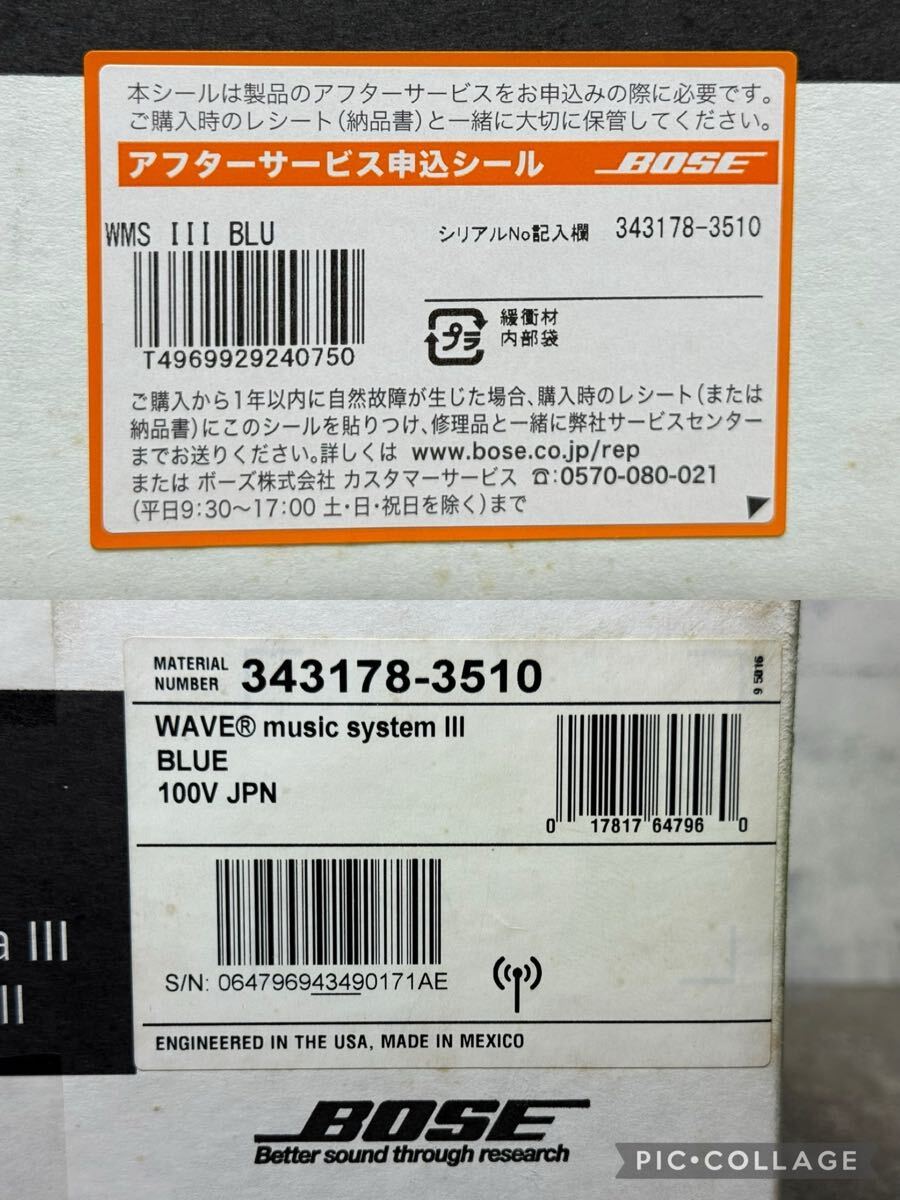 本シールは製品のアフターサービスをお申込みの際に必要です。
ご購入時のレシート(納品書)と一緒に大切に保管してください。
アフターサービス申込シール BOSE
WMS III BLU
シリアルNo記入欄 343178-3510
T4969929240750
プラ
緩衝材
内部袋
ご購入から1年以内に自然故障が生じた場合、購入時のレシート(または
納品書)にこのシールを貼りつけ、修理品と一緒に弊社サービスセンター
までお送りください。詳しくは www.bose.co.jp/rep
または ボーズ株式会社 カスタマーサービス ☎:0570-080-021
(平日9:30〜17:00 土・日・祝日を除く)まで
MATERIAL
NUMBER 343178-3510
9 5016
WAVE® music system III
BLUE
100V JPN
0 17817 64796 0
a III
II
S/N: 064796943490171AE
ENGINEERED IN THE USA, MADE IN MEXICO
BOSE
Better sound through research
PIC•COLLAGE